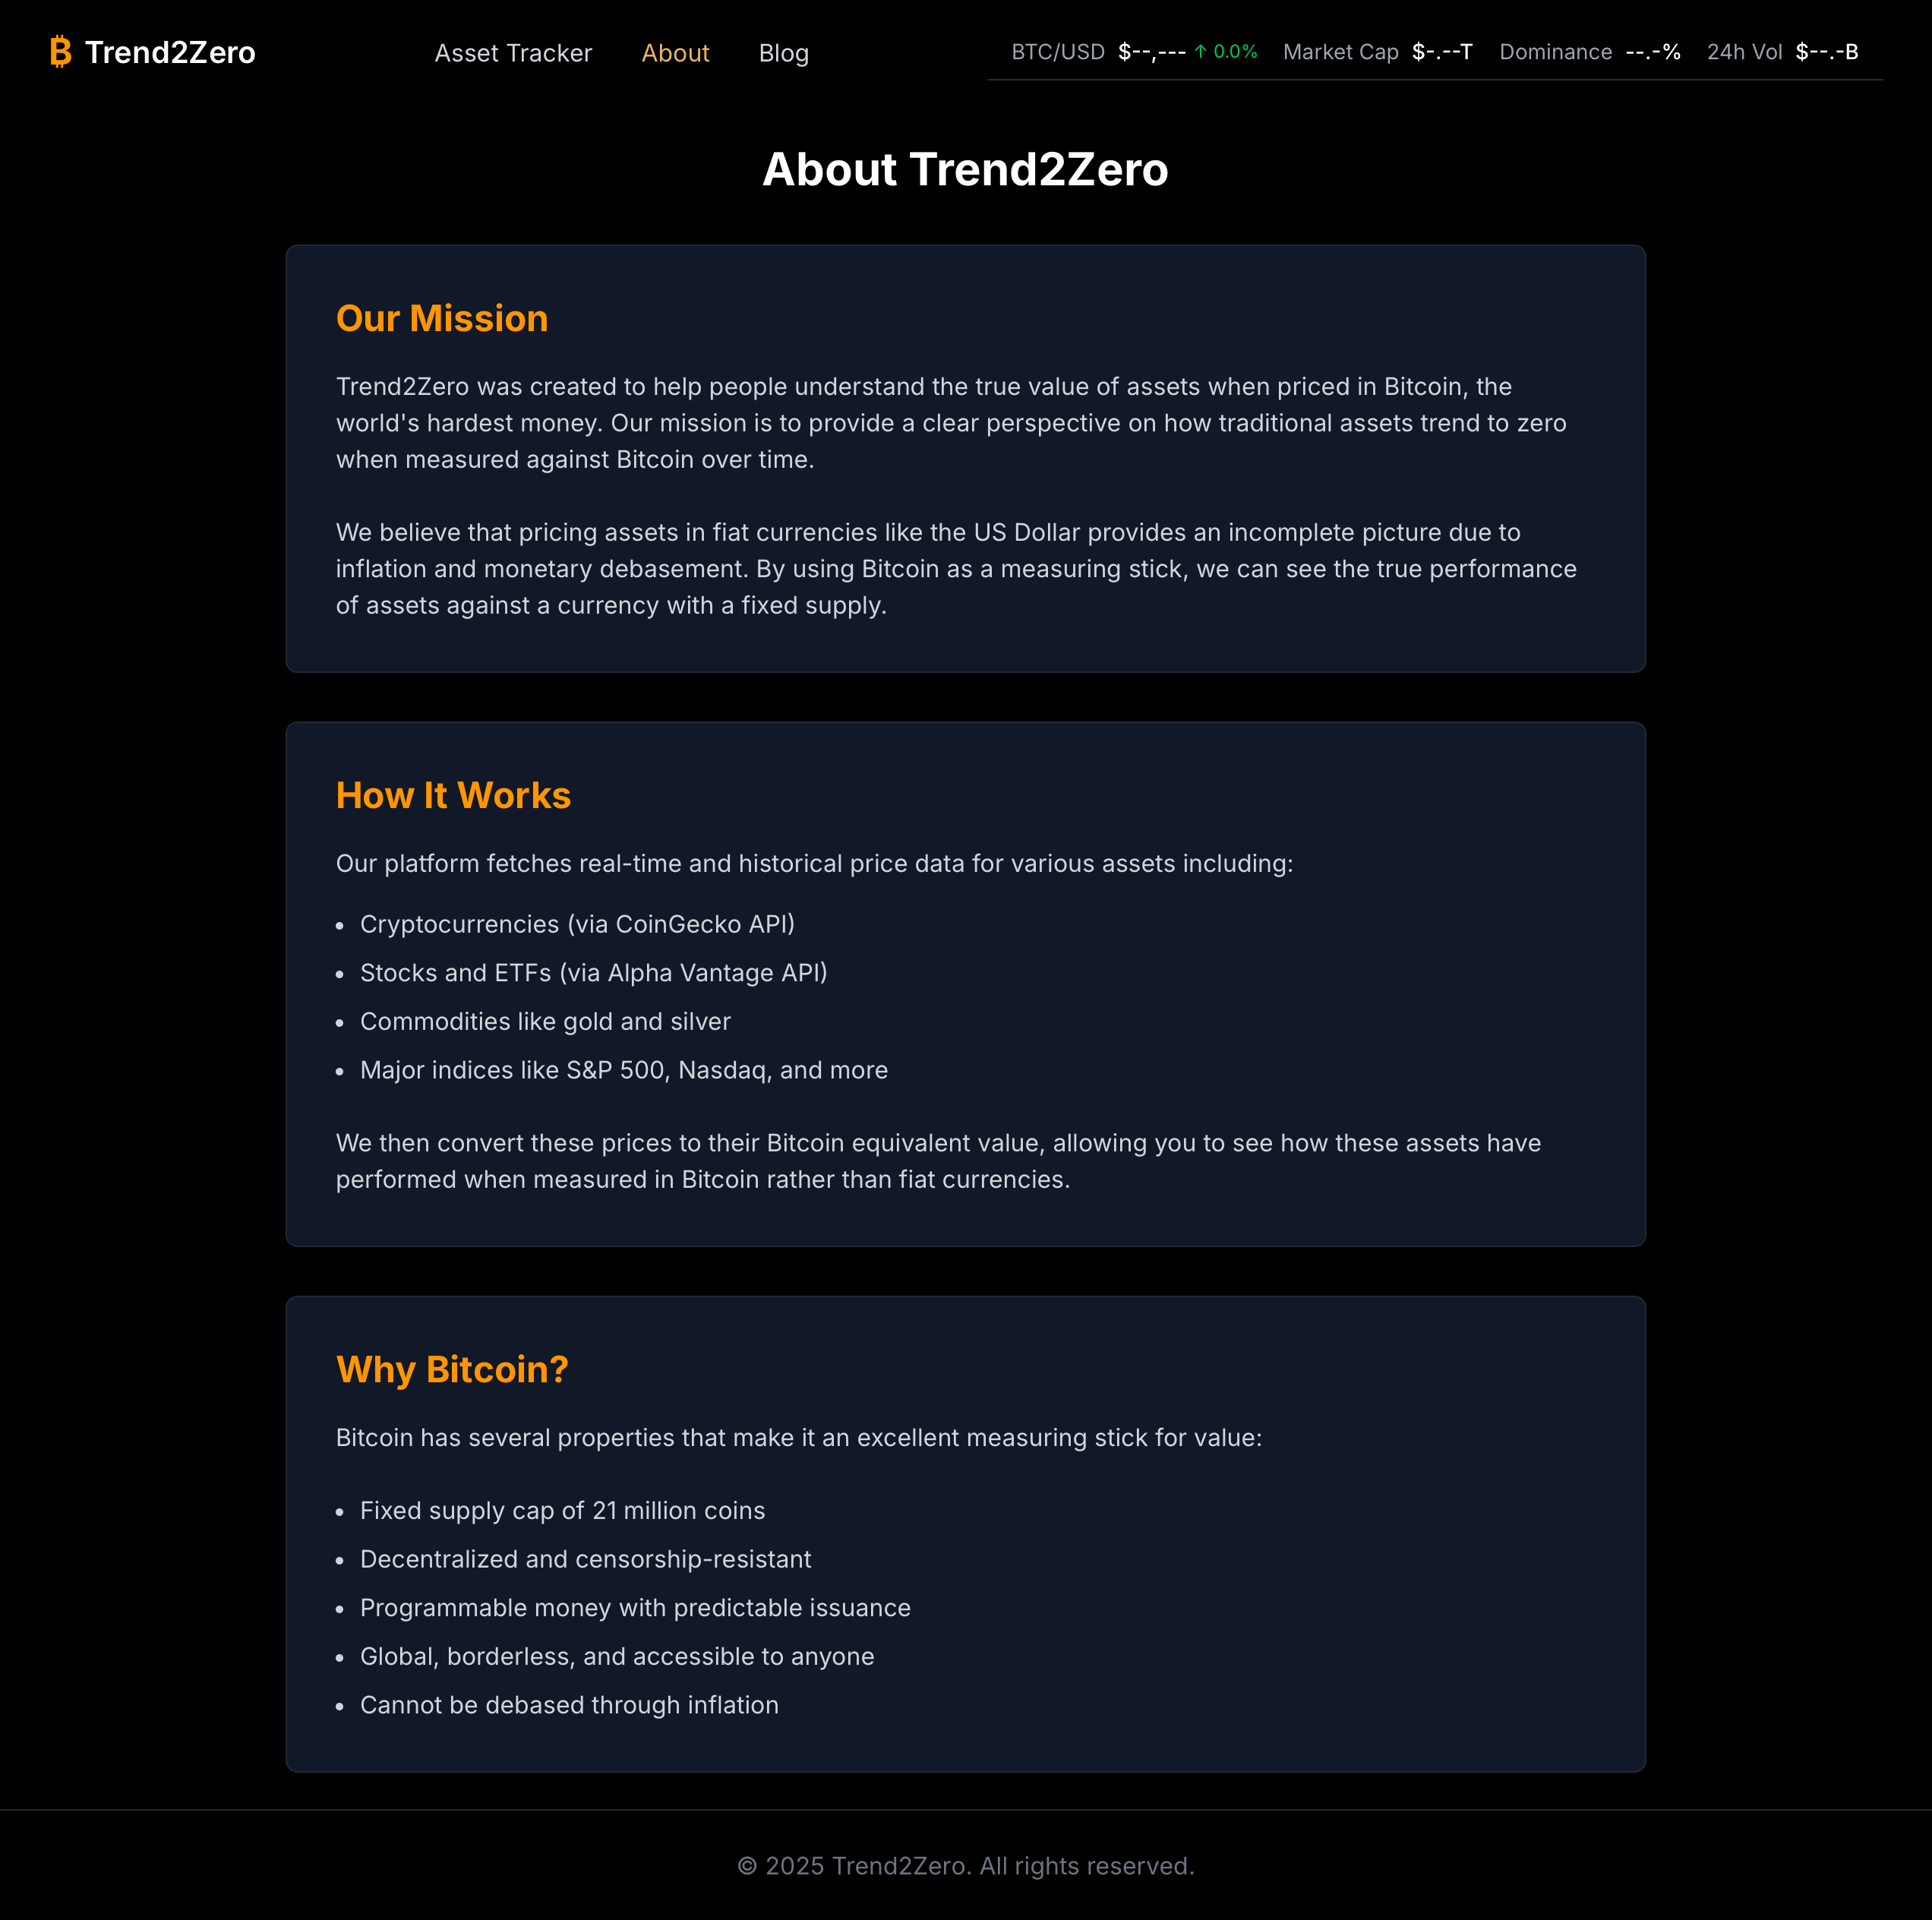 ₿ Trend2Zero
Asset Tracker About Blog
BTC/USD $--,--- ↑ 0.0% Market Cap $-.--T Dominance --.-% 24h Vol $--.-B
About Trend2Zero
Our Mission
Trend2Zero was created to help people understand the true value of assets when priced in Bitcoin, the
world's hardest money. Our mission is to provide a clear perspective on how traditional assets trend to zero
when measured against Bitcoin over time.
We believe that pricing assets in fiat currencies like the US Dollar provides an incomplete picture due to
inflation and monetary debasement. By using Bitcoin as a measuring stick, we can see the true performance
of assets against a currency with a fixed supply.
How It Works
Our platform fetches real-time and historical price data for various assets including:
• Cryptocurrencies (via CoinGecko API)
• Stocks and ETFs (via Alpha Vantage API)
• Commodities like gold and silver
• Major indices like S&P 500, Nasdaq, and more
We then convert these prices to their Bitcoin equivalent value, allowing you to see how these assets have
performed when measured in Bitcoin rather than fiat currencies.
Why Bitcoin?
Bitcoin has several properties that make it an excellent measuring stick for value:
• Fixed supply cap of 21 million coins
• Decentralized and censorship-resistant
• Programmable money with predictable issuance
• Global, borderless, and accessible to anyone
• Cannot be debased through inflation
© 2025 Trend2Zero. All rights reserved.